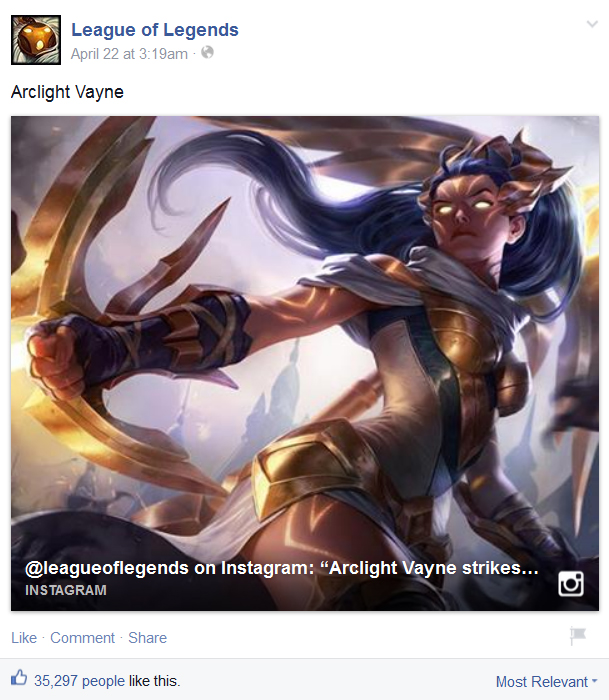 League of Legends
April 22 at 3:19am ·
Arclight Vayne
@leagueoflegends on Instagram: “Arclight Vayne strikes…
INSTAGRAM
Like · Comment · Share
35,297 people like this.
Most Relevant